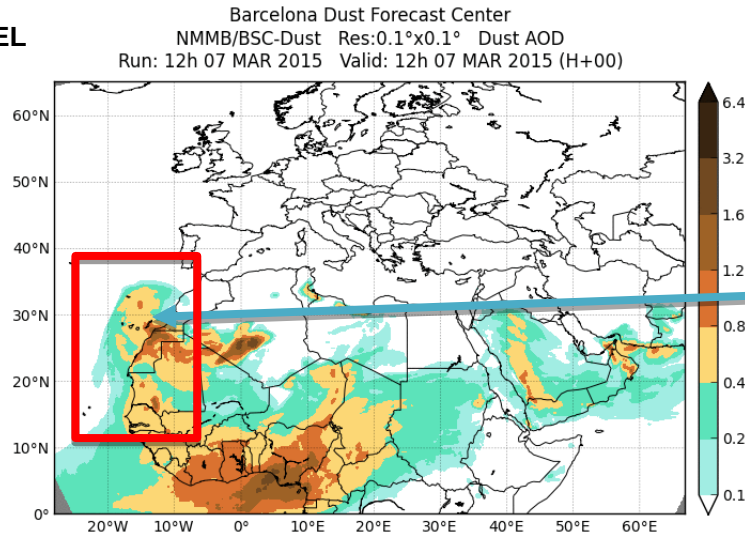 Barcelona Dust Forecast Center
EL
NMMB/BSC-Dust Res:0.1°x0.1° Dust AOD
Run: 12h 07 MAR 2015 Valid: 12h 07 MAR 2015 (H+00)
60°N
50°N
40°N
30°N
20°N
10°N
0°
20°W
10°W
0°
10°E
20°E
30°E
40°E
50°E
60°E
6.4
3.2
1.6
1.2
0.8
0.4
0.2
0.1